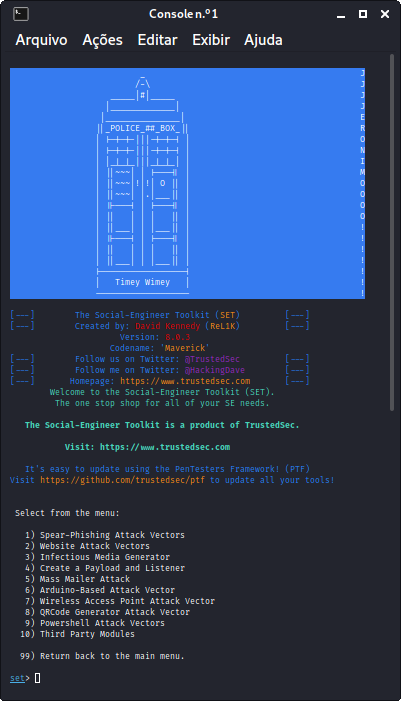 Console n.º 1
Arquivo Ações Editar Exibir Ajuda
J
J
J
J
E
R
O
N
I
M
O
O
O
O
!
!
!
!
!
!
!
POLICE_##_BOX
Timey Wimey
[---] The Social-Engineer Toolkit (SET) [---]
[---] Created by: David Kennedy (ReL1K) [---]
Version: 8.0.3
Codename: 'Maverick'
[---] Follow us on Twitter: @TrustedSec [---]
[---] Follow me on Twitter: @HackingDave [---]
[---] Homepage: https://www.trustedsec.com [---]
Welcome to the Social-Engineer Toolkit (SET).
The one stop shop for all of your SE needs.
The Social-Engineer Toolkit is a product of TrustedSec.
Visit: https://www.trustedsec.com
It's easy to update using the PenTesters Framework! (PTF)
Visit https://github.com/trustedsec/ptf to update all your tools!
Select from the menu:
1) Spear-Phishing Attack Vectors
2) Website Attack Vectors
3) Infectious Media Generator
4) Create a Payload and Listener
5) Mass Mailer Attack
6) Arduino-Based Attack Vector
7) Wireless Access Point Attack Vector
8) QRCode Generator Attack Vector
9) Powershell Attack Vectors
10) Third Party Modules
99) Return back to the main menu.
set>